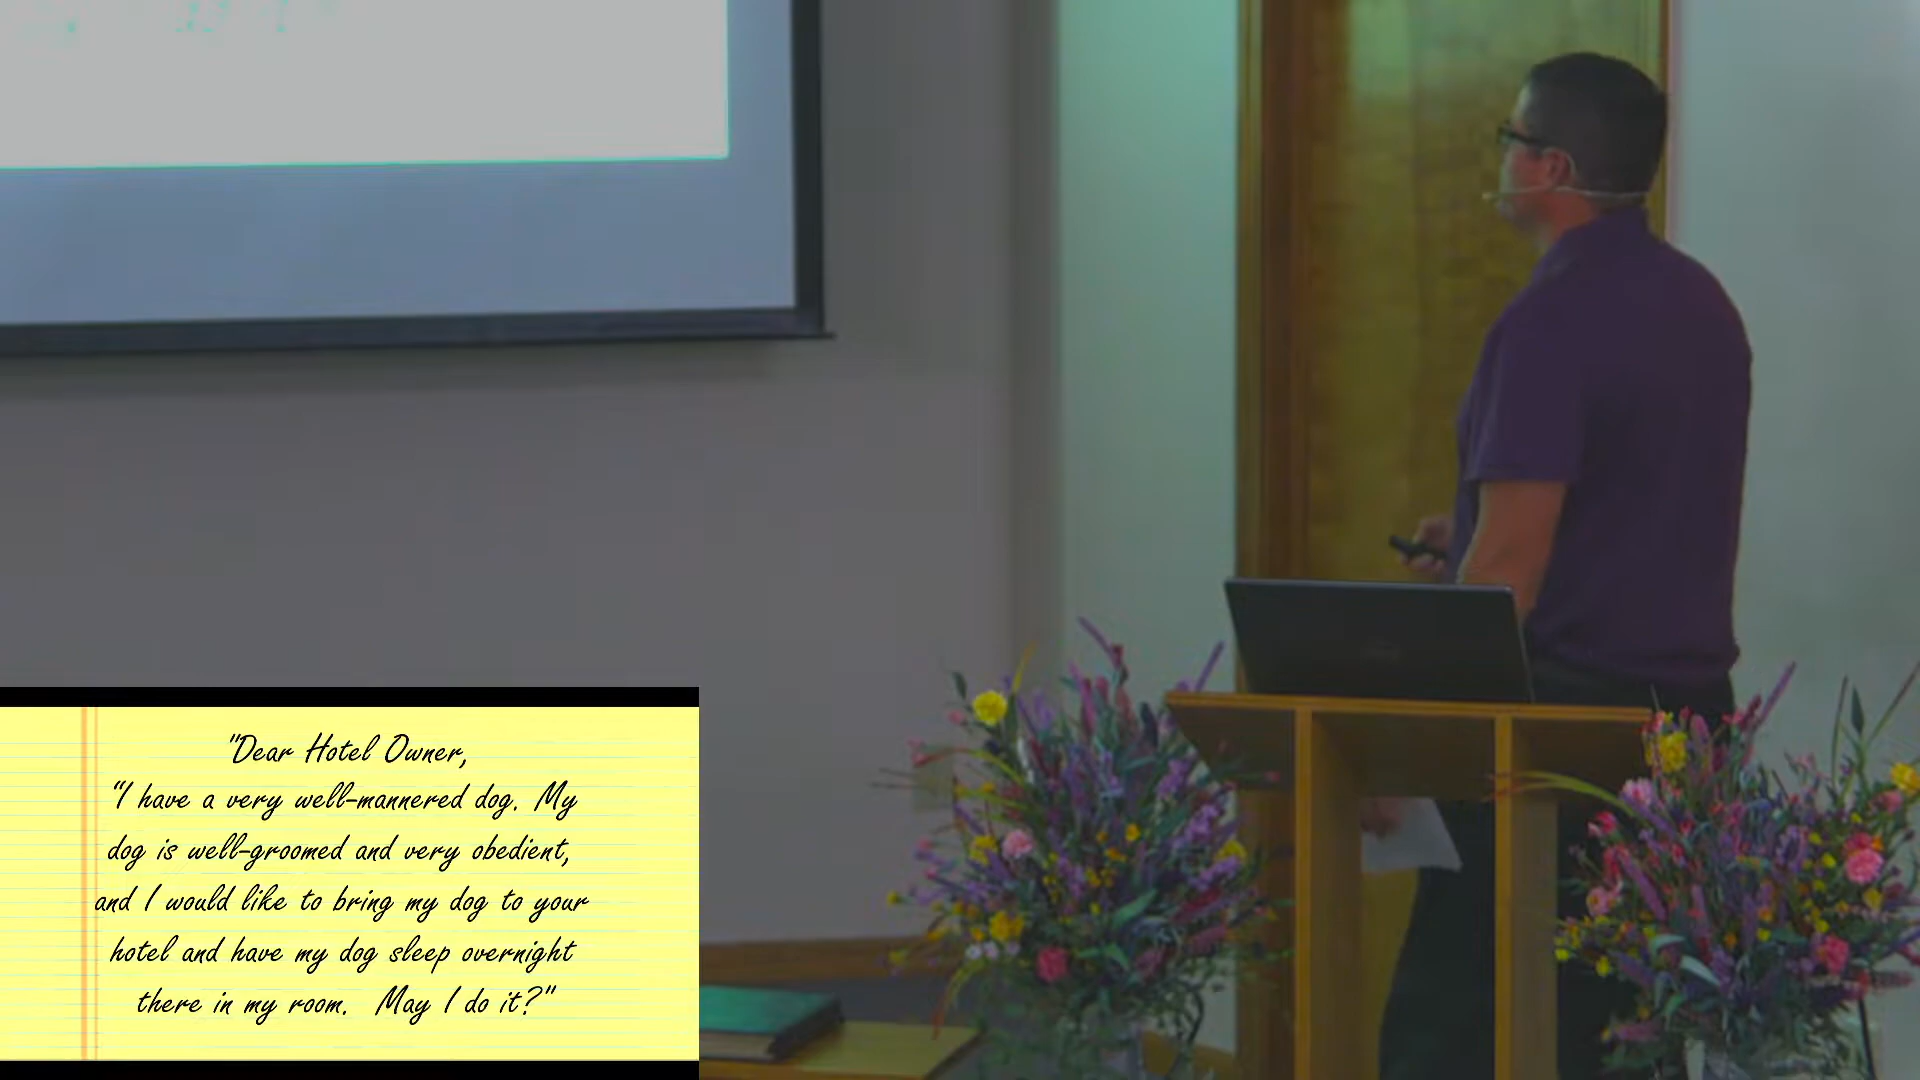 "Dear Hotel Owner,
“I have a very well-mannered dog. My
dog is well-groomed and very obedient,
and I would like to bring my dog to your
hotel and have my dog sleep overnight
there in my room. May I do it?"